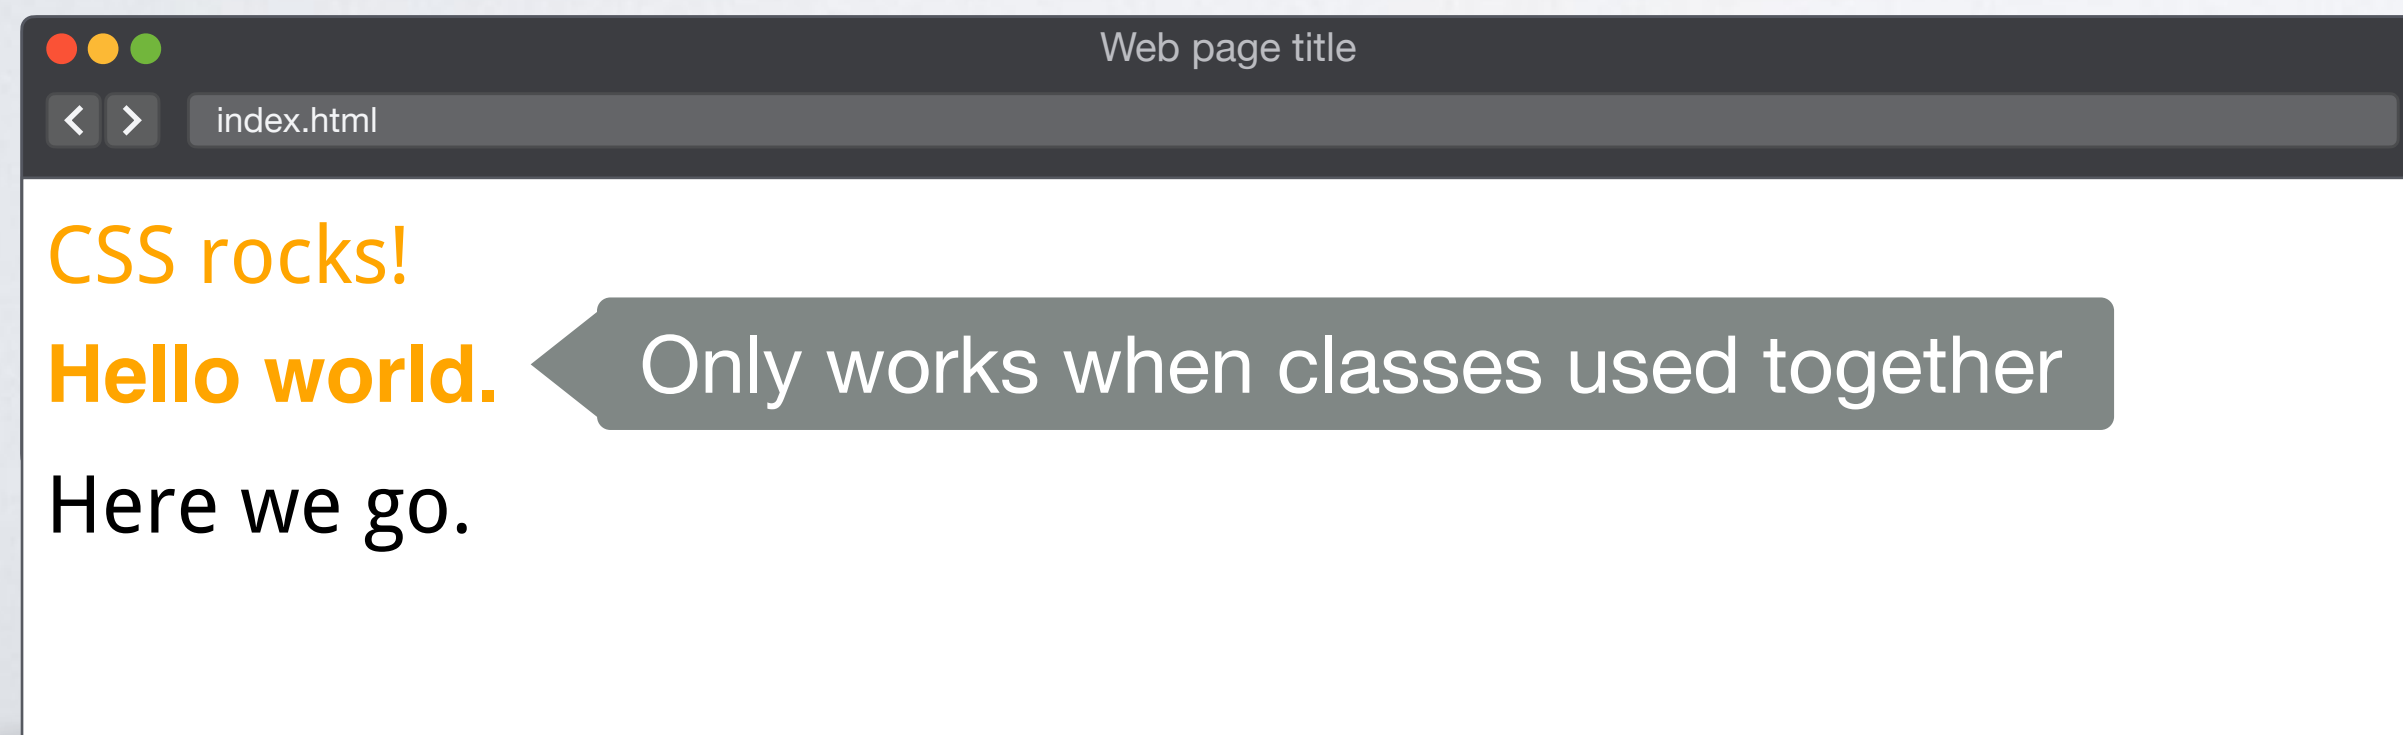 Web page title
index.html
CSS rocks!
Hello world.
Only works when classes used together
Here we go.